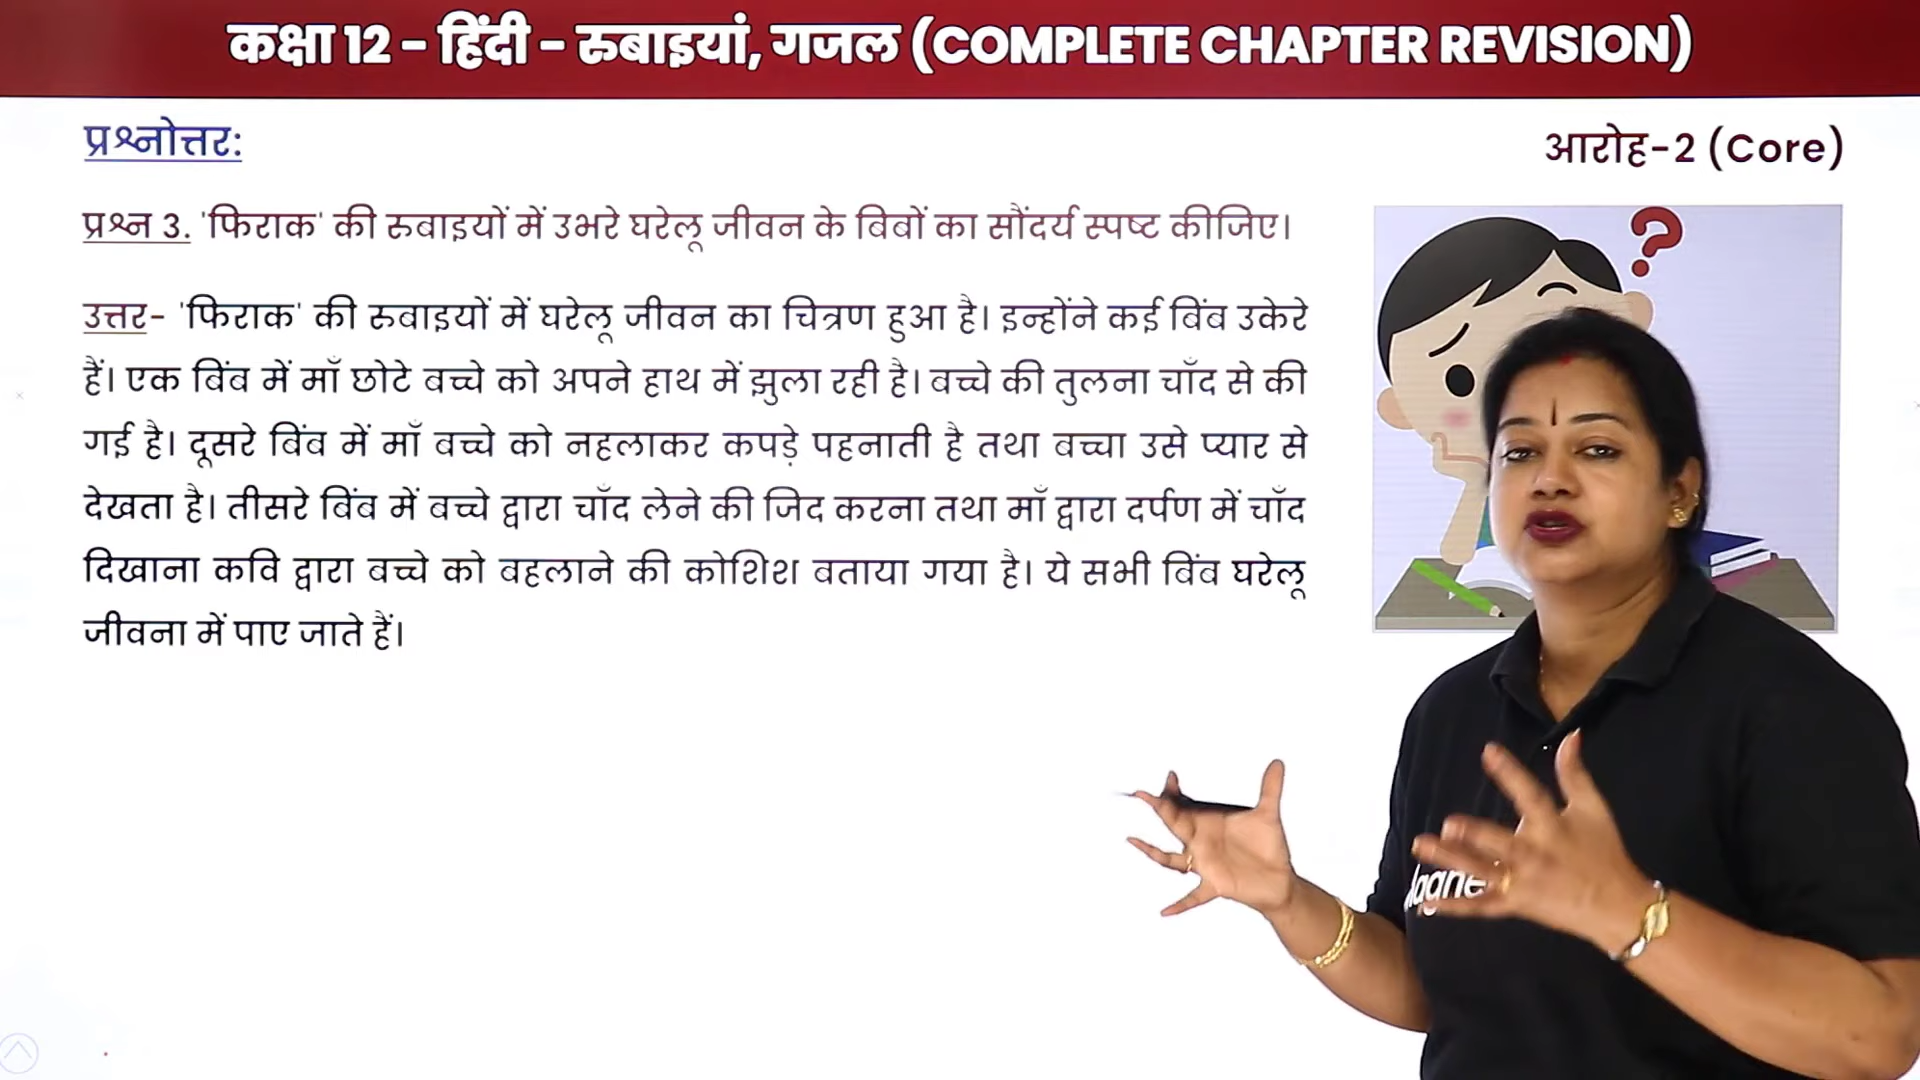 कक्षा 12 - हिंदी - रुबाइयां, गजल (COMPLETE CHAPTER REVISION)
प्रश्नोत्तर:
आरोह-2 (Core)
प्रश्न 3. 'फिराक' की रुबाइयों में उभरे घरेलू जीवन के बिबों का सौंदर्य स्पष्ट कीजिए।
उत्तर- 'फिराक' की रुबाइयों में घरेलू जीवन का चित्रण हुआ है। इन्होंने कई बिंब उकेरे
हैं। एक बिंब में माँ छोटे बच्चे को अपने हाथ में झुला रही है। बच्चे की तुलना चाँद से की
गई है। दूसरे बिंब में माँ बच्चे को नहलाकर कपड़े पहनाती है तथा बच्चा उसे प्यार से
देखता है। तीसरे बिंब में बच्चे द्वारा चाँद लेने की जिद करना तथा माँ द्वारा दर्पण में चाँद
दिखाना कवि द्वारा बच्चे को बहलाने की कोशिश बताया गया है। ये सभी बिंब घरेलू
जीवना में पाए जाते हैं।
?